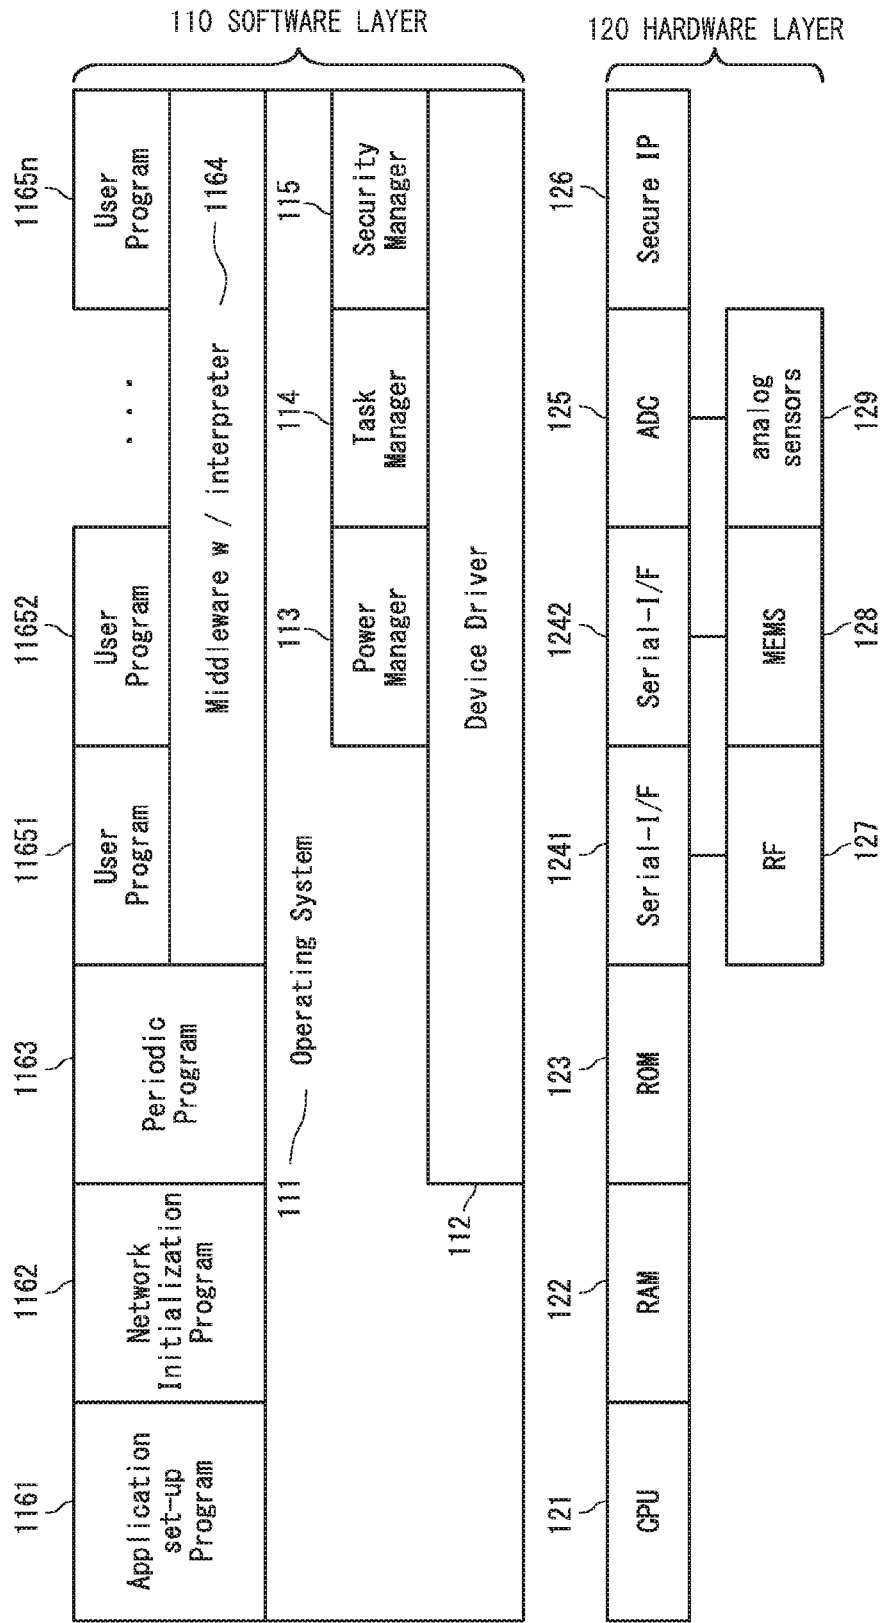 110 SOFTWARE LAYER
120 HARDWARE LAYER
1161
1162
1163
11651
11652
1165n
Application
set-up
Program
Network
Initialization
Program
Periodic
Program
User
Program
User
Program
. . .
User
Program
Middleware w / interpreter
1164
111
Operating System
113
114
115
Power
Manager
Task
Manager
Security
Manager
112
Device Driver
121
122
123
1241
1242
125
126
CPU
RAM
ROM
Serial-I/F
Serial-I/F
ADC
Secure IP
RF
MEMS
analog
sensors
127
128
129